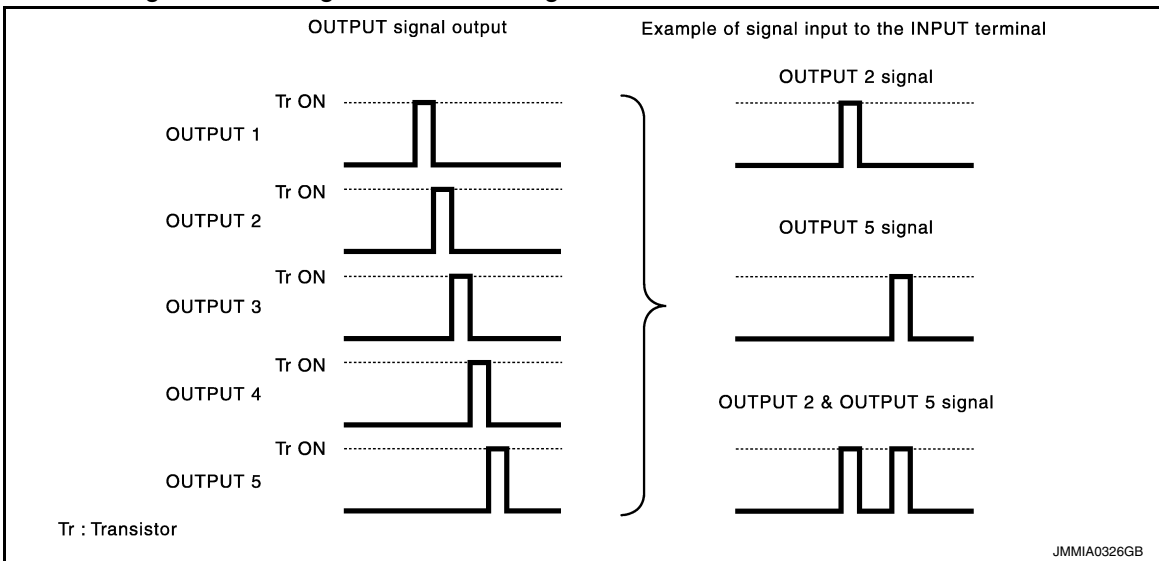 OUTPUT signal output
Example of signal input to the INPUT terminal
OUTPUT 1
Tr ON
OUTPUT 2
Tr ON
OUTPUT 3
Tr ON
OUTPUT 4
Tr ON
OUTPUT 5
Tr ON
OUTPUT 2 signal
OUTPUT 5 signal
OUTPUT 2 & OUTPUT 5 signal
Tr : Transistor
JMMIA0326GB